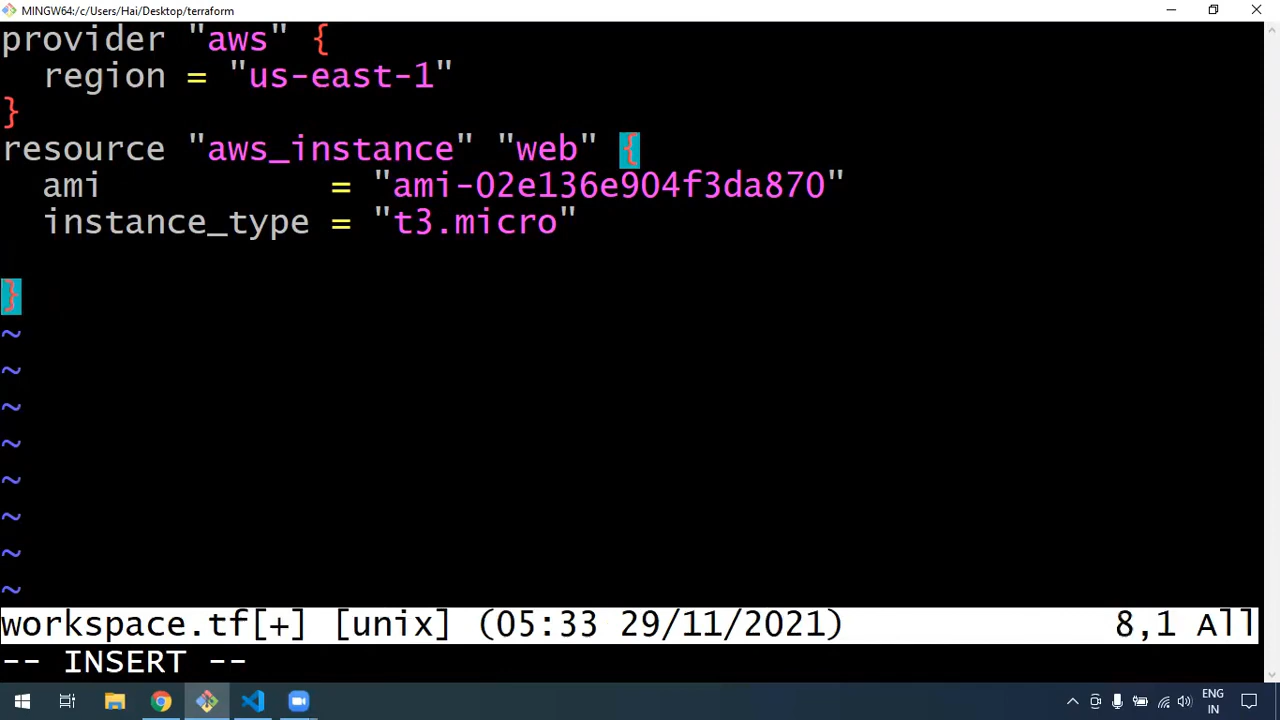 MINGW64:/c/Users/Hai/Desktop/terraform
provider "aws" {
  region = "us-east-1"
}
resource "aws_instance" "web" {
  ami           = "ami-02e136e904f3da870"
  instance_type = "t3.micro"

}
~
~
~
~
~
~
~
~
workspace.tf[+] [unix] (05:33 29/11/2021) 8,1 All
-- INSERT --
ENG
IN